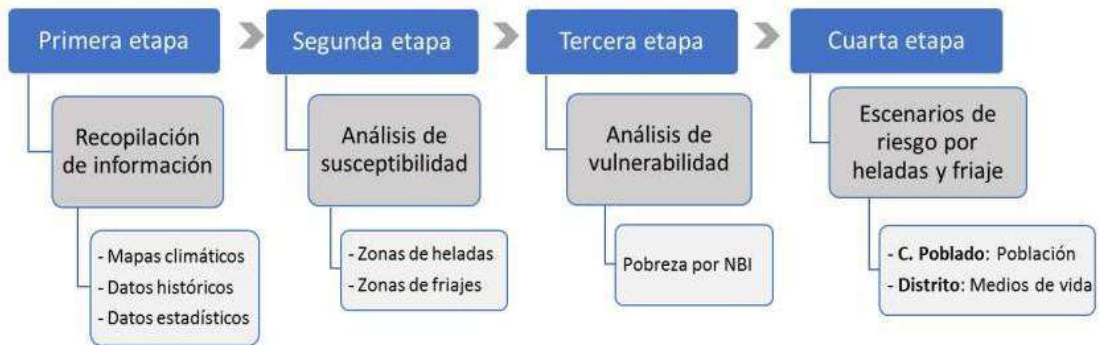 Primera etapa
Segunda etapa
Tercera etapa
Cuarta etapa
Recopilación
de información
Análisis de
susceptibilidad
Análisis de
vulnerabilidad
Escenarios de
riesgo por
heladas y friaje
- Mapas climáticos
- Datos históricos
- Datos estadísticos
- Zonas de heladas
- Zonas de friajes
Pobreza por NBI
- C. Poblado: Población
- Distrito: Medios de vida